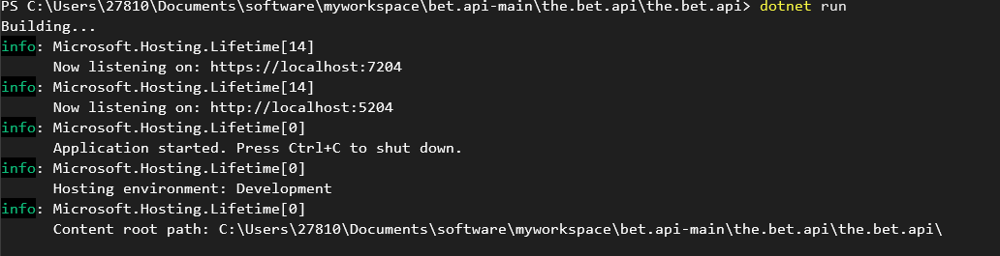 PS C:\Users\27810\Documents\software\myworkspace\bet.api-main\the.bet.api\the.bet.api> dotnet run
Building...
info: Microsoft.Hosting.Lifetime[14]
Now listening on: https://localhost:7204
info: Microsoft.Hosting.Lifetime[14]
Now listening on: http://localhost:5204
info: Microsoft.Hosting.Lifetime[0]
Application started. Press Ctrl+C to shut down.
info: Microsoft.Hosting.Lifetime[0]
Hosting environment: Development
info: Microsoft.Hosting.Lifetime[0]
Content root path: C:\Users\27810\Documents\software\myworkspace\bet.api-main\the.bet.api\the.bet.api\